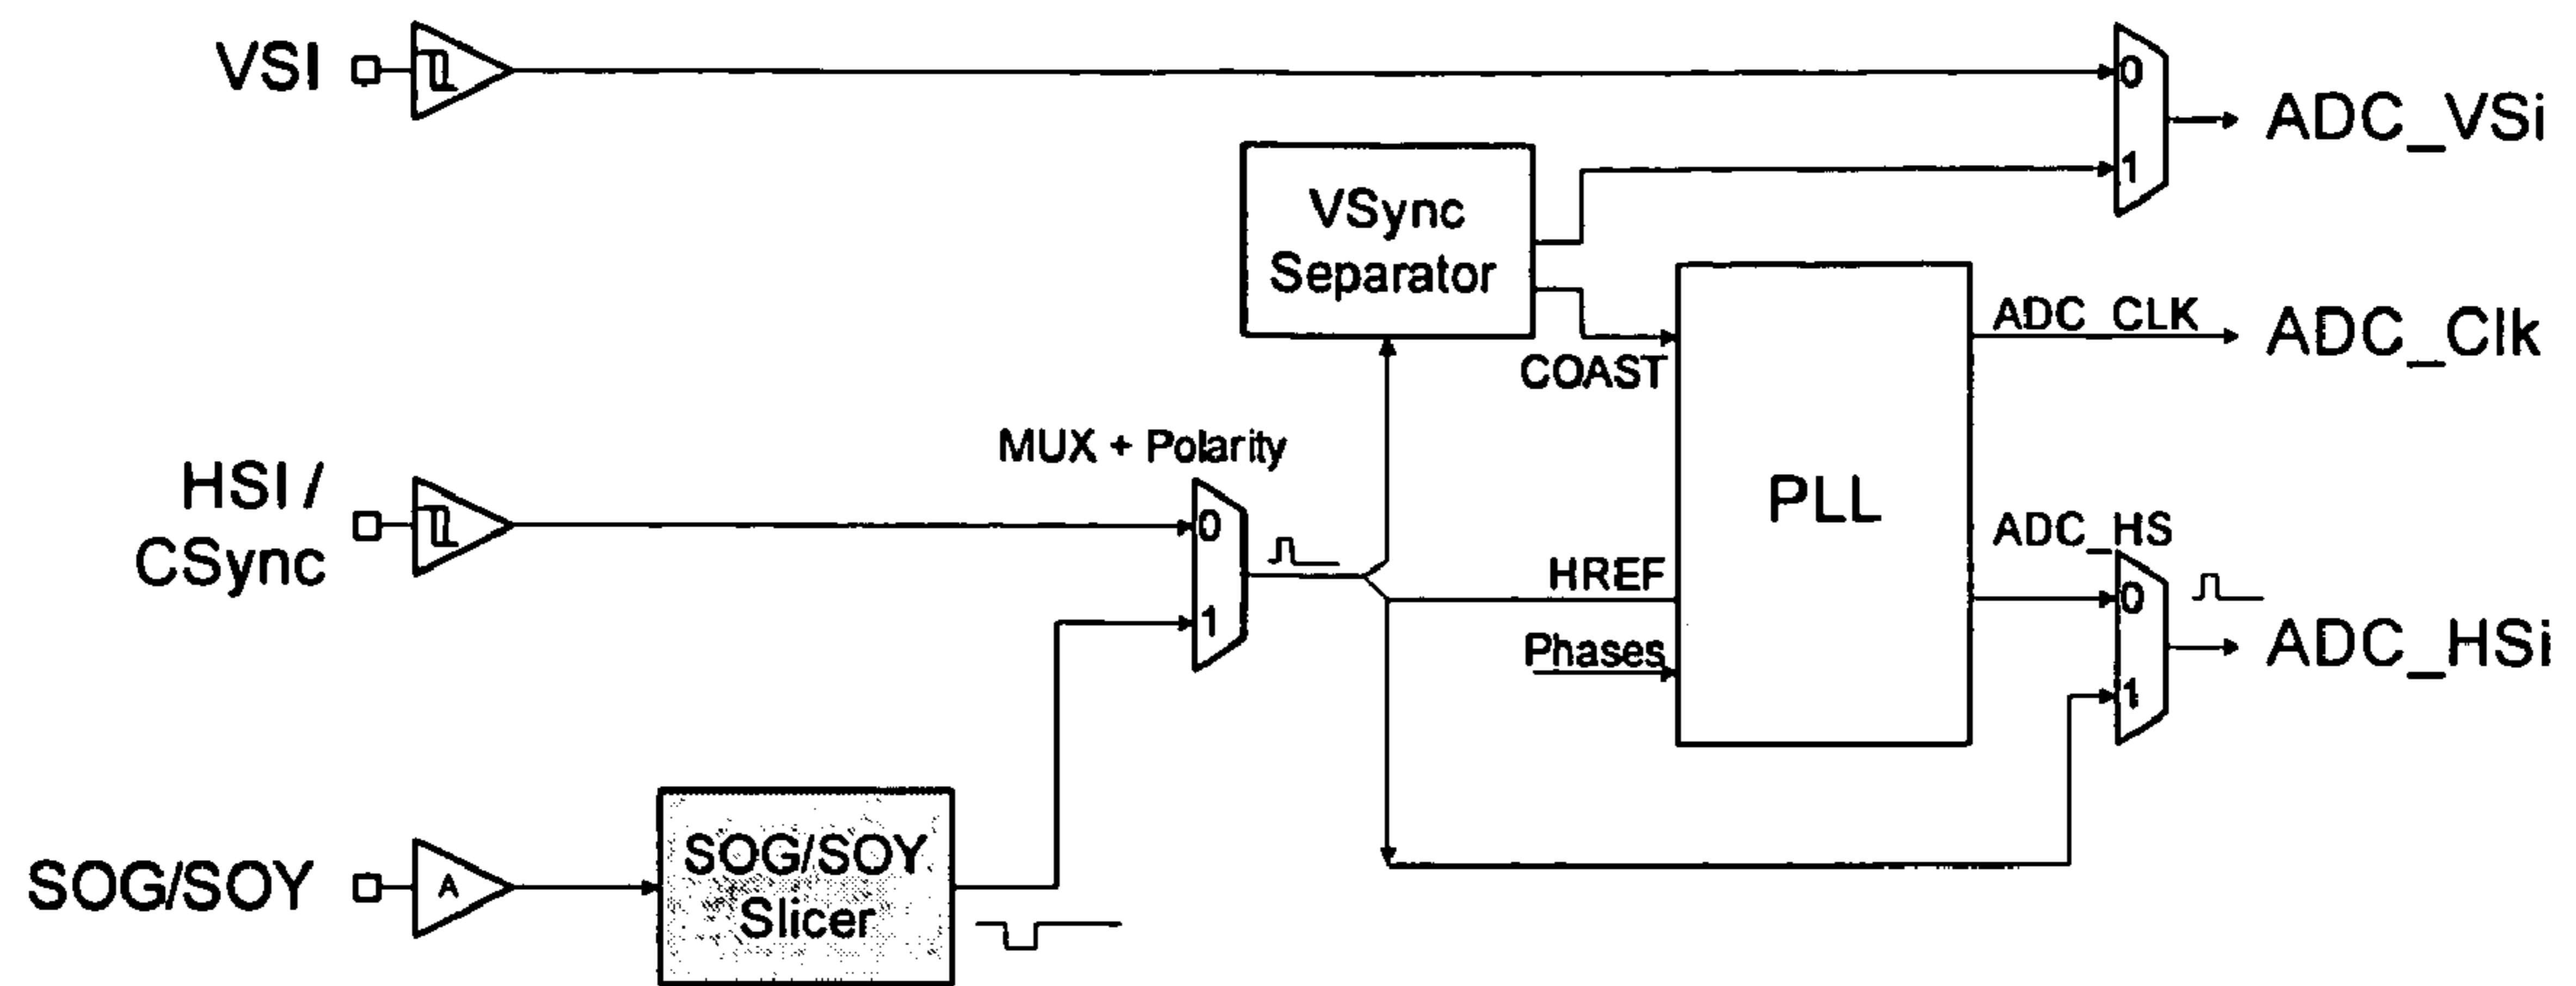 VSI
0
ADC_VSi
1
VSync
Separator
ADC_CLK
ADC_Clk
COAST
MUX + Polarity
HSI /
CSync
0
PLL
ADC_HS
HREF
0
1
Phases
ADC_HSi
1
SOG/SOY
A
SOG/SOY
Slicer